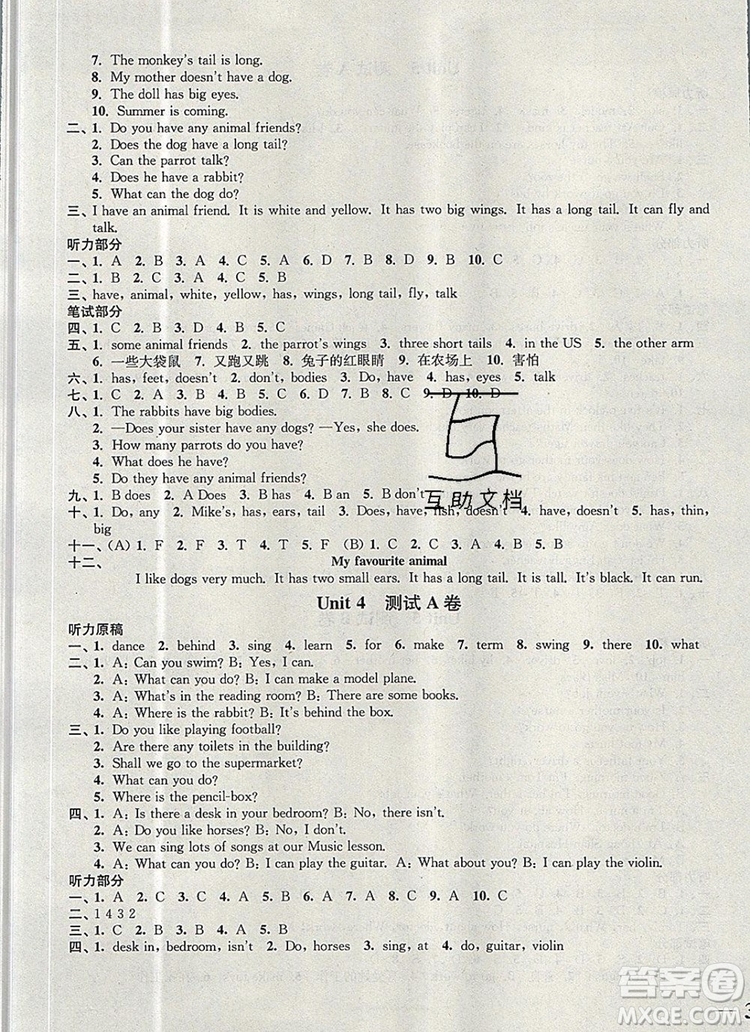 7. The monkey's tail is long.
8. My mother doesn't have a dog.
9. The doll has big eyes.
10. Summer is coming.
二、1. Do you have any animal friends?
2. Does the dog have a long tail?
3. Can the parrot talk?
4. Does he have a rabbit?
5. What can the dog do?
三、I have an animal friend. It is white and yellow. It has two big wings. It has a long tail. It can fly and
talk.
听力部分
一、1. A 2. B 3. A 4. C 5. A 6. D 7. D 8. B 9. B 10. C
二、1. B 2. B 3. A 4. C 5. B
三、have, animal, white, yellow, has, wings, long tail, fly, talk
笔试部分
四、1. C 2. B 3. C 4. D 5. B
五、1. some animal friends 2. the parrot's wings 3. three short tails 4. in the US 5. the other arm
6. 一些大袋鼠 7. 又跑又跳 8. 兔子的红眼睛 9. 在农场上 10. 害怕
六、1. has, feet, doesn't 2. don't, bodies 3. Do, have 4. has, eyes 5. talk
七、1. C 2. A 3. B 4. B 5. D 6. D 7. B 8. C 9. D 10. D
八、1. The rabbits have big bodies.
2. —Does your sister have any dogs? —Yes, she does.
3. How many parrots do you have?
4. What does he have?
5. Do they have any animal friends?
九、1. B does 2. A Does 3. B has 4. B an 5. B don't
互助文档
十、1. Do, any 2. Mike's, has, ears, tail 3. Does, have, fish, doesn't 4. have, don't have 5. has, thin,
big
十一、(A) 1. F 2. F 3. T 4. T 5. F (B) 1. C 2. A 3. C 4. B 5. B
十二、 My favourite animal
I like dogs very much. It has two small ears. It has a long tail. It is tall. It's black. It can run.
Unit 4 测试 A 卷
听力原稿
一、1. dance 2. behind 3. sing 4. learn 5. for 6. make 7. term 8. swing 9. there 10. what
二、1. A: Can you swim? B: Yes, I can.
2. A: What can you do? B: I can make a model plane.
3. A: What's in the reading room? B: There are some books.
4. A: Where is the rabbit? B: It's behind the box.
三、1. Do you like playing football?
2. Are there any toilets in the building?
3. Shall we go to the supermarket?
4. What can you do?
5. Where is the pencil-box?
四、1. A: Is there a desk in your bedroom? B: No, there isn't.
2. A: Do you like horses? B: No, I don't.
3. We can sing lots of songs at our Music lesson.
4. A: What can you do? B: I can play the guitar. A: What about you? B: I can play the violin.
听力部分
一、1. A 2. C 3. A 4. C 5. B 6. A 7. B 8. C 9. A 10. C
二、1 4 3 2
三、1. C 2. C 3. B 4. B 5. A
四、1. desk in, bedroom, isn't 2. Do, horses 3. sing, at 4. do, guitar, violin
答案卷
MXQE.COM
3